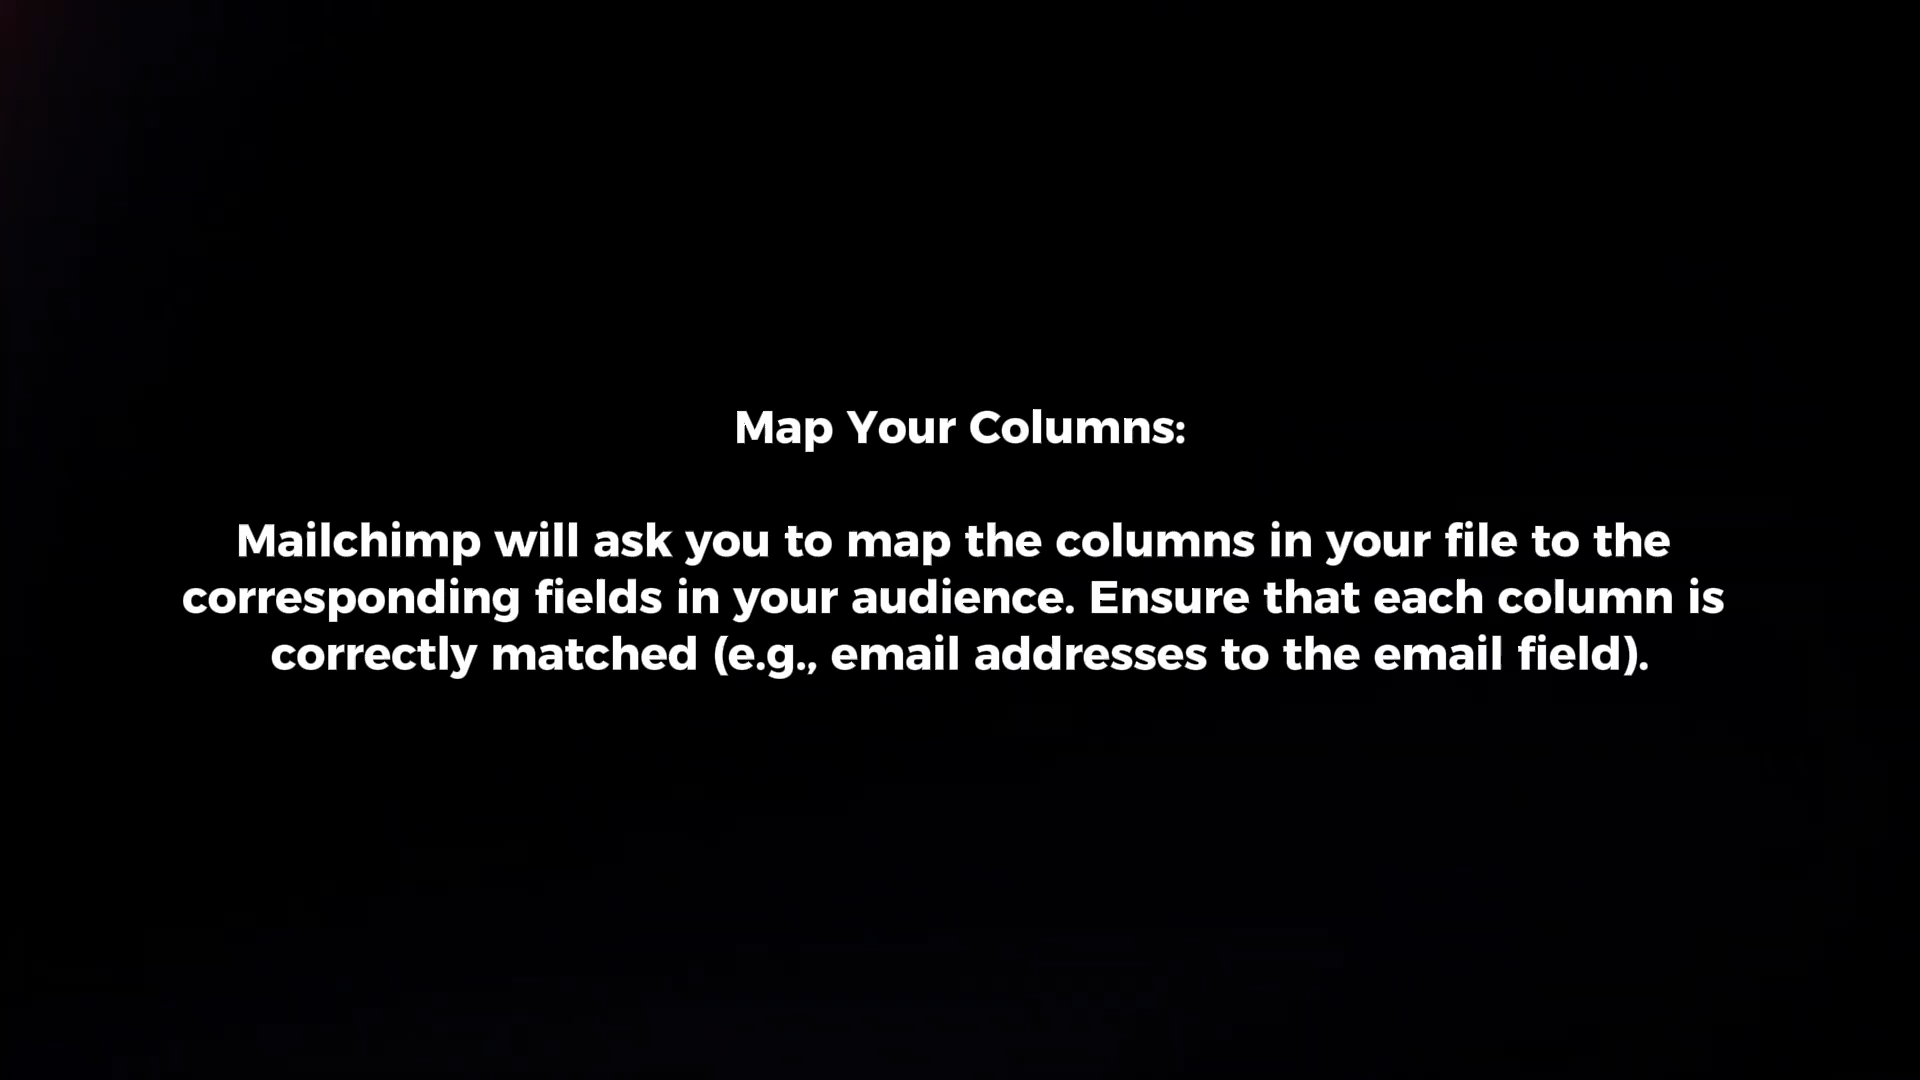 Map Your Columns:
Mailchimp will ask you to map the columns in your file to the
corresponding fields in your audience. Ensure that each column is
correctly matched (e.g., email addresses to the email field).